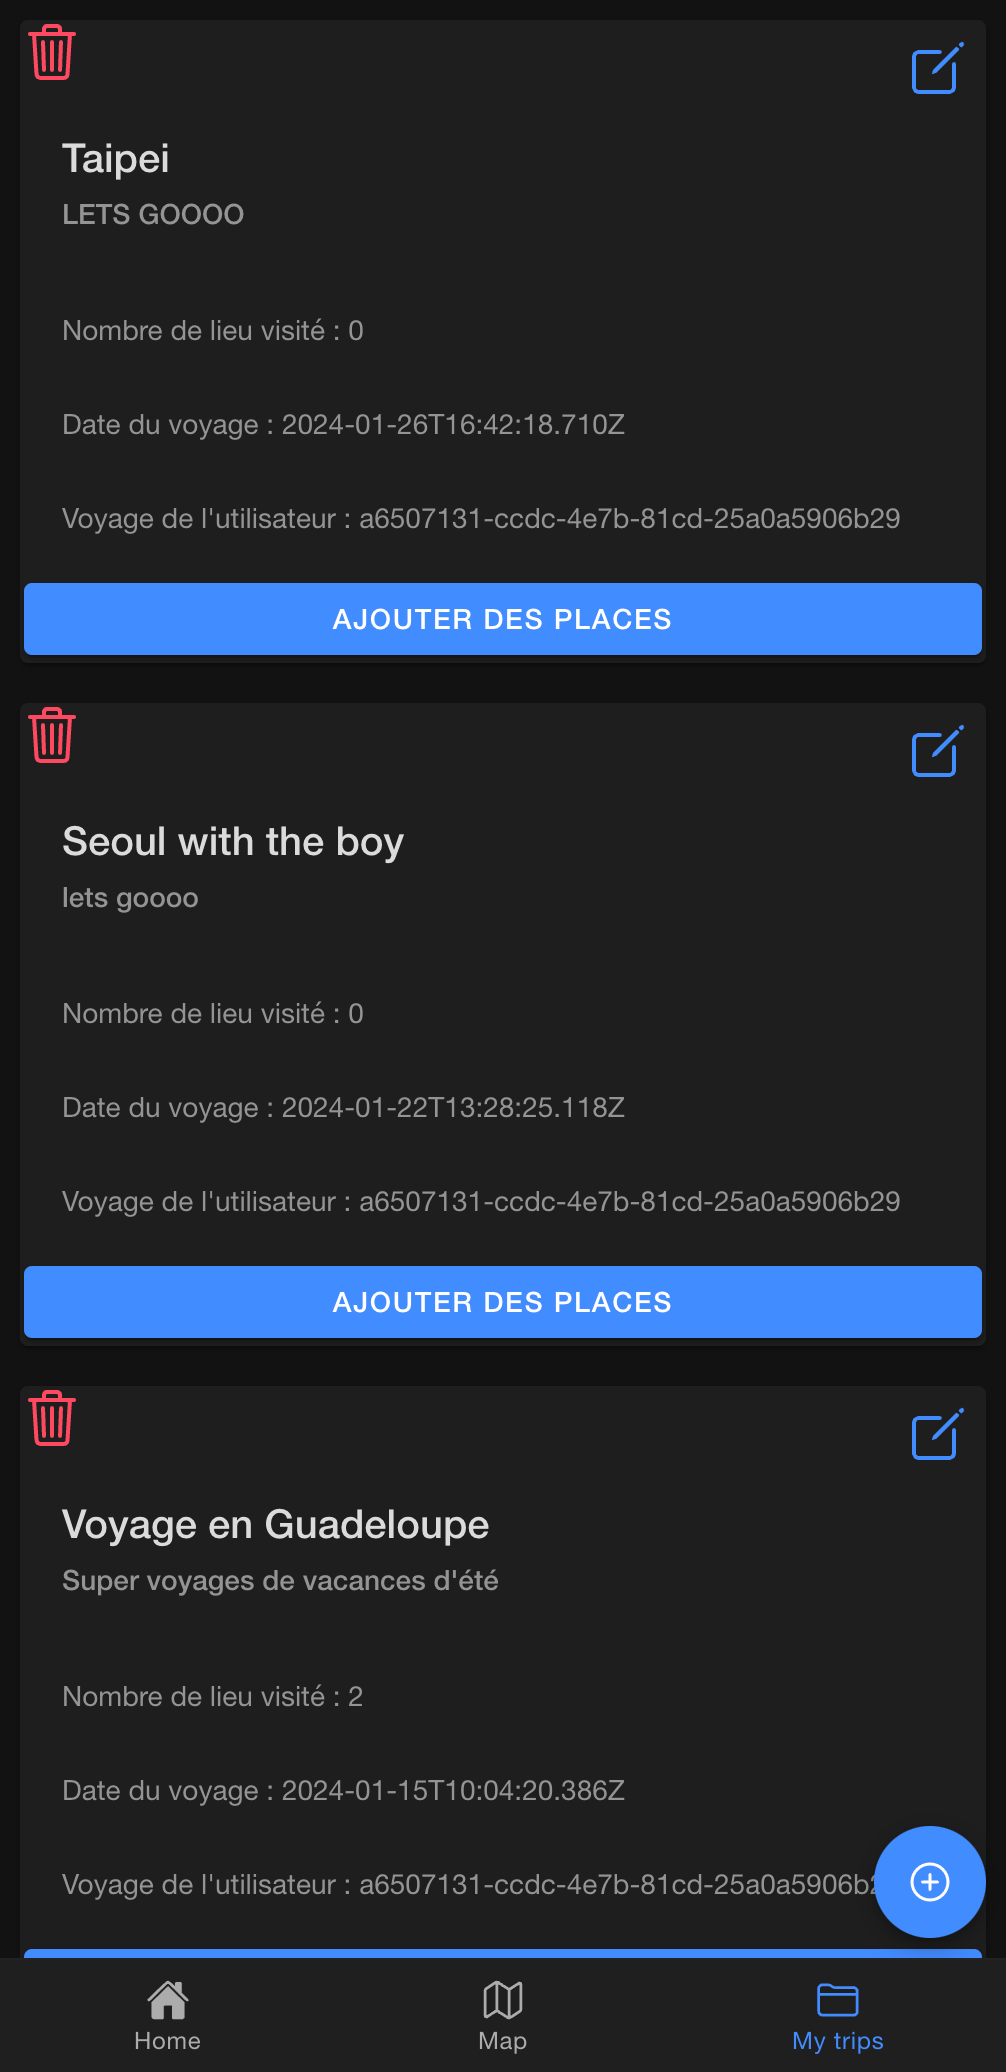 Taipei
LETS GOOOO
Nombre de lieu visité : 0
Date du voyage : 2024-01-26T16:42:18.710Z
Voyage de l'utilisateur : a6507131-ccdc-4e7b-81cd-25a0a5906b29
AJOUTER DES PLACES
Seoul with the boy
lets goooo
Nombre de lieu visité : 0
Date du voyage : 2024-01-22T13:28:25.118Z
Voyage de l'utilisateur : a6507131-ccdc-4e7b-81cd-25a0a5906b29
AJOUTER DES PLACES
Voyage en Guadeloupe
Super voyages de vacances d'été
Nombre de lieu visité : 2
Date du voyage : 2024-01-15T10:04:20.386Z
Voyage de l'utilisateur : a6507131-ccdc-4e7b-81cd-25a0a5906b
Home
Map
My trips